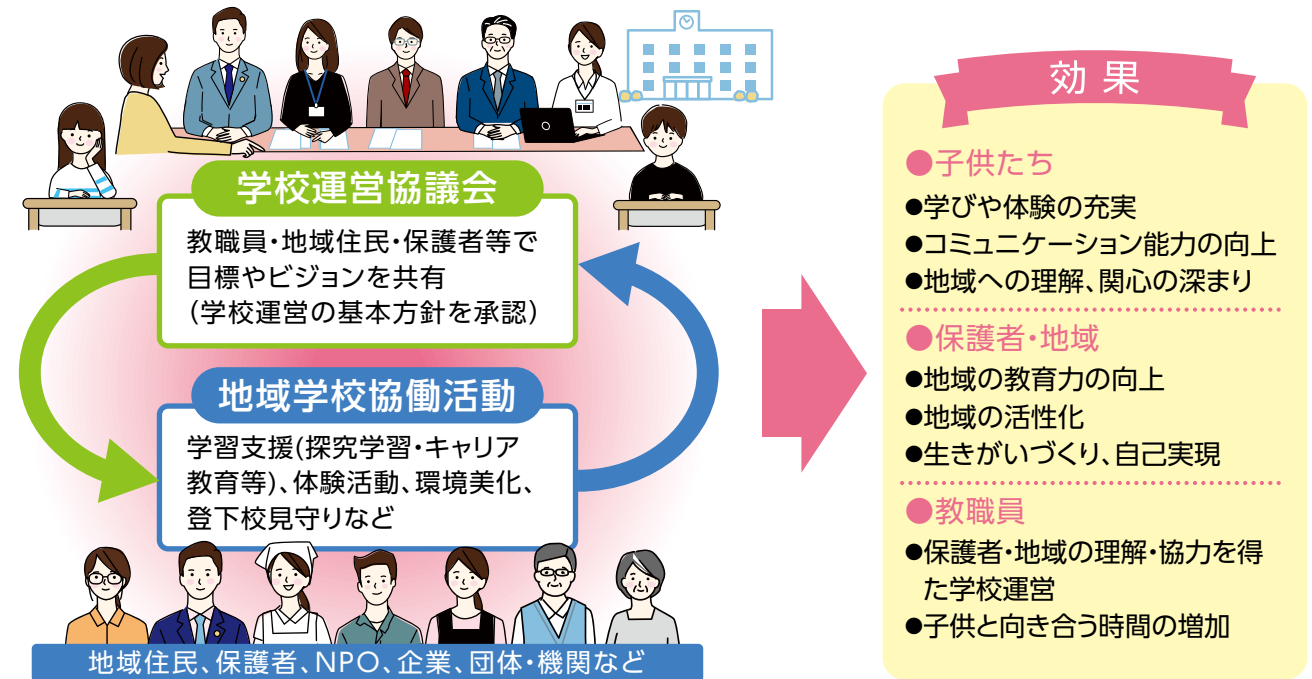 学校運営協議会
教職員・地域住民・保護者等で
目標やビジョンを共有
（学校運営の基本方針を承認）
地域学校協働活動
学習支援(探究学習・キャリア
教育等)、体験活動、環境美化、
登下校見守りなど
地域住民、保護者、NPO、企業、団体・機関など
効果
●子供たち
●学びや体験の充実
●コミュニケーション能力の向上
●地域への理解、関心の深まり
●保護者・地域
●地域の教育力の向上
●地域の活性化
●生きがいづくり、自己実現
●教職員
●保護者・地域の理解・協力を得
た学校運営
●子供と向き合う時間の増加